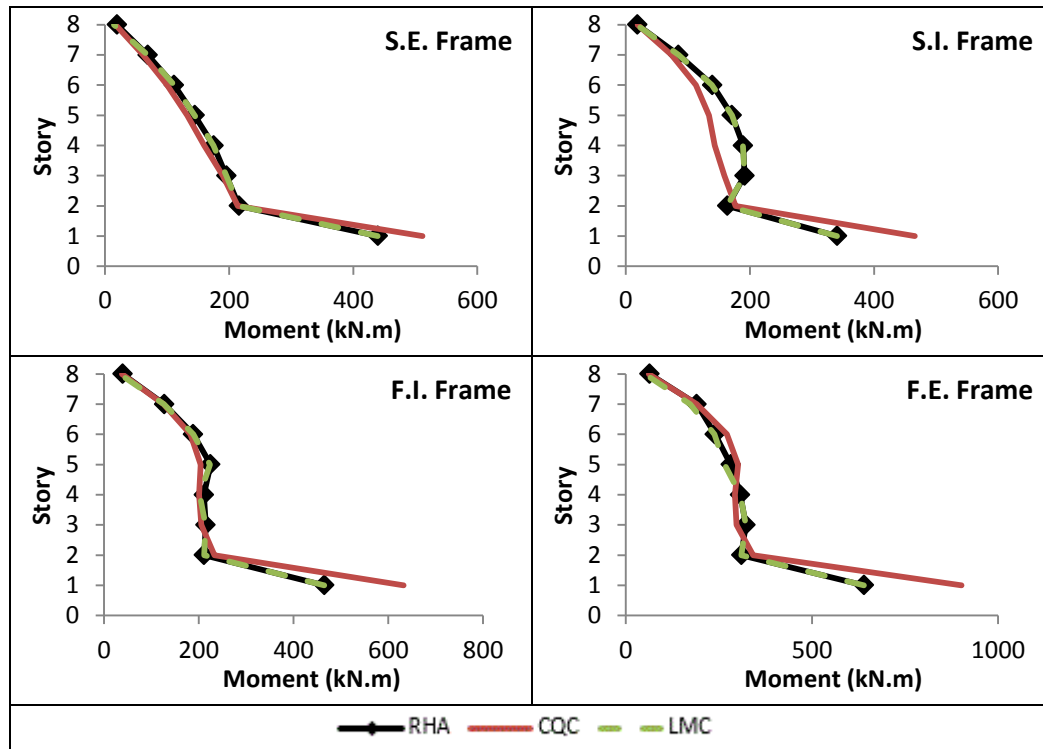 S.E. Frame
8
7
6
5
4
3
2
1
0
Story
0 200 400 600
Moment (kN.m)
S.I. Frame
8
7
6
5
4
3
2
1
0
Story
0 200 400 600
Moment (kN.m)
F.I. Frame
8
7
6
5
4
3
2
1
0
Story
0 200 400 600 800
Moment (kN.m)
F.E. Frame
8
7
6
5
4
3
2
1
0
Story
0 500 1000
Moment (kN.m)
RHA CQC LMC